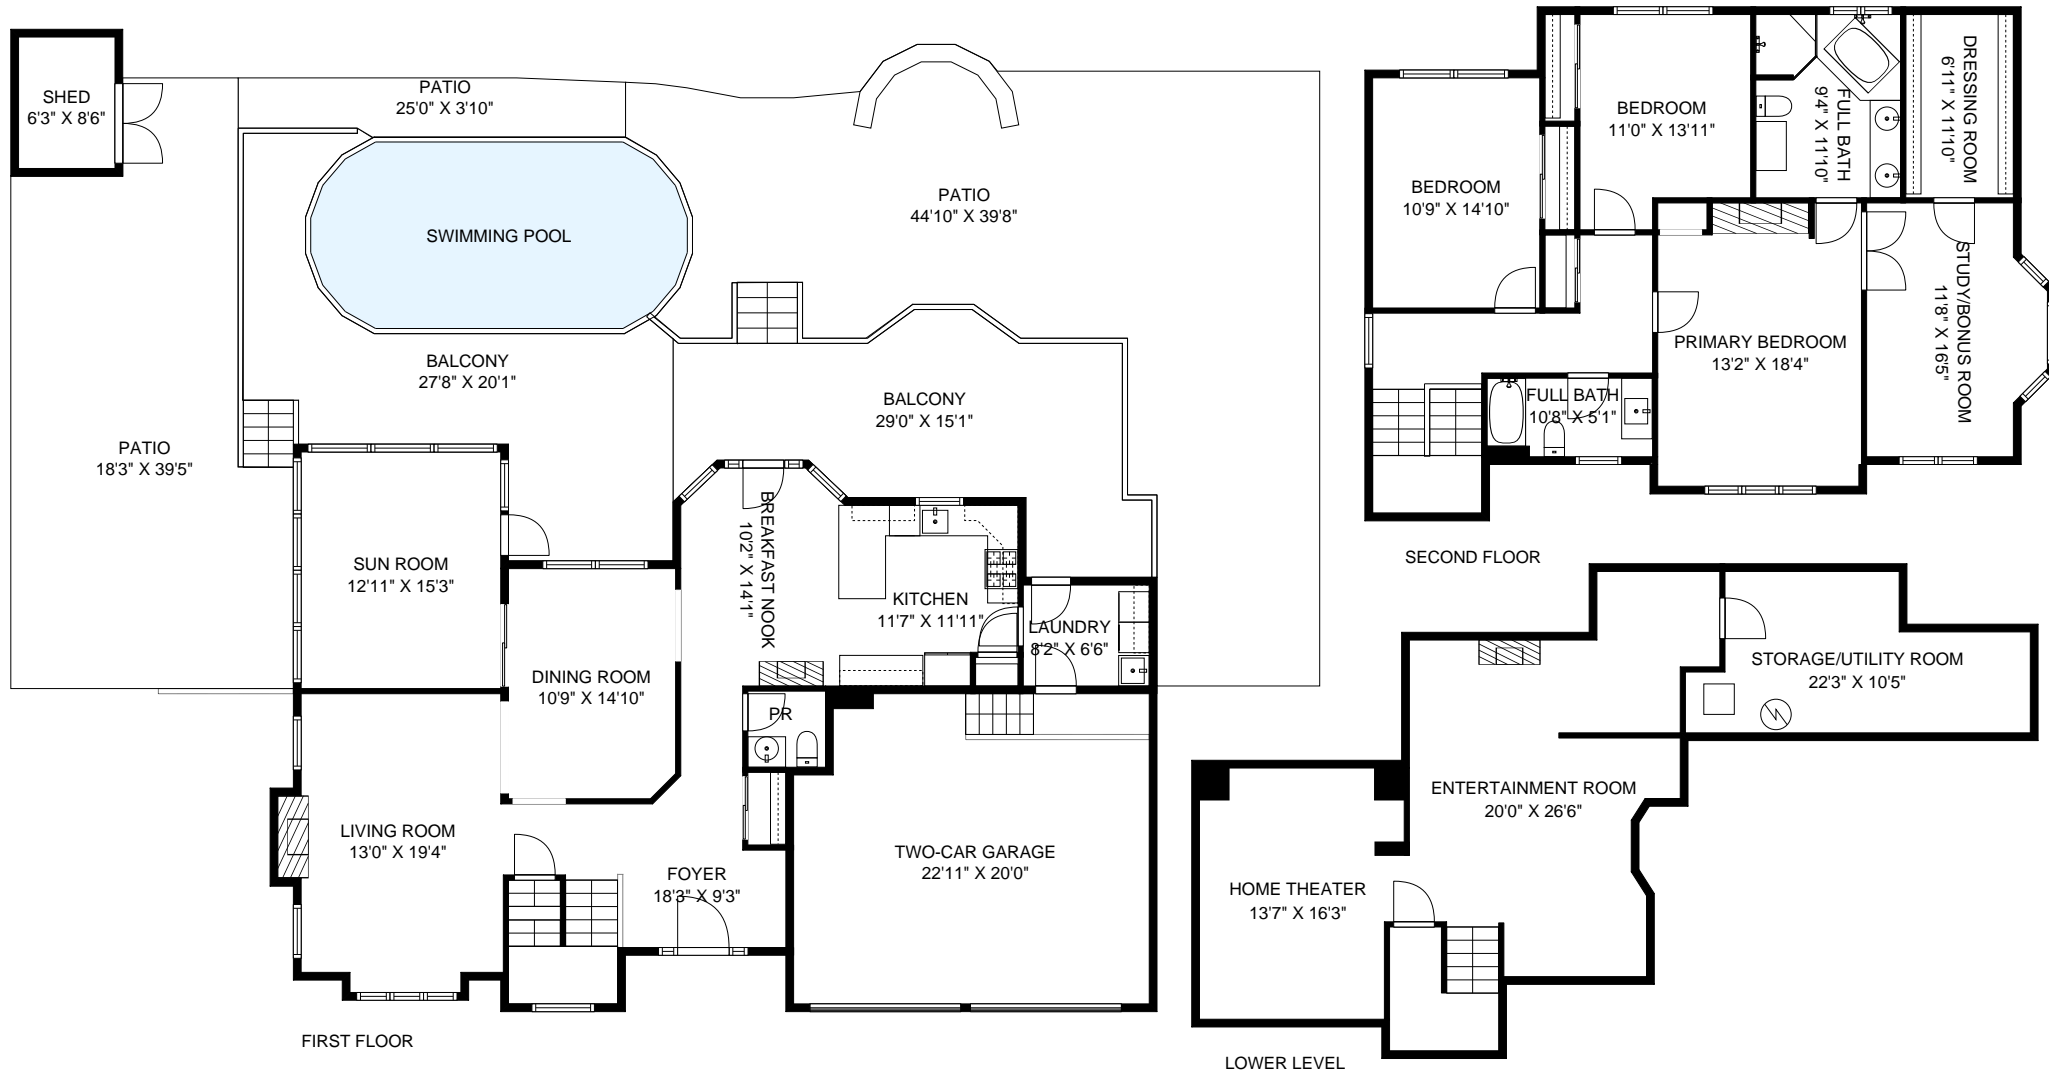 SHED
6'3" X 8'6"
PATIO
25'0" X 3'10"
SWIMMING POOL
PATIO
44'10" X 39'8"
BALCONY
27'8" X 20'1"
BALCONY
29'0" X 15'1"
PATIO
18'3" X 39'5"
SUN ROOM
12'11" X 15'3"
BREAKFAST NOOK
10'2" X 14'1"
KITCHEN
11'7" X 11'11"
LAUNDRY
8'2" X 6'6"
DINING ROOM
10'9" X 14'10"
PR
LIVING ROOM
13'0" X 19'4"
FOYER
18'3" X 9'3"
TWO-CAR GARAGE
22'11" X 20'0"
FIRST FLOOR
BEDROOM
10'9" X 14'10"
BEDROOM
11'0" X 13'11"
FULL BATH
9'4" X 11'10"
DRESSING ROOM
6'11" X 11'10"
PRIMARY BEDROOM
13'2" X 18'4"
STUDY/BONUS ROOM
11'8" X 16'5"
FULL BATH
10'8" X 5'1"
SECOND FLOOR
STORAGE/UTILITY ROOM
22'3" X 10'5"
ENTERTAINMENT ROOM
20'0" X 26'6"
HOME THEATER
13'7" X 16'3"
LOWER LEVEL